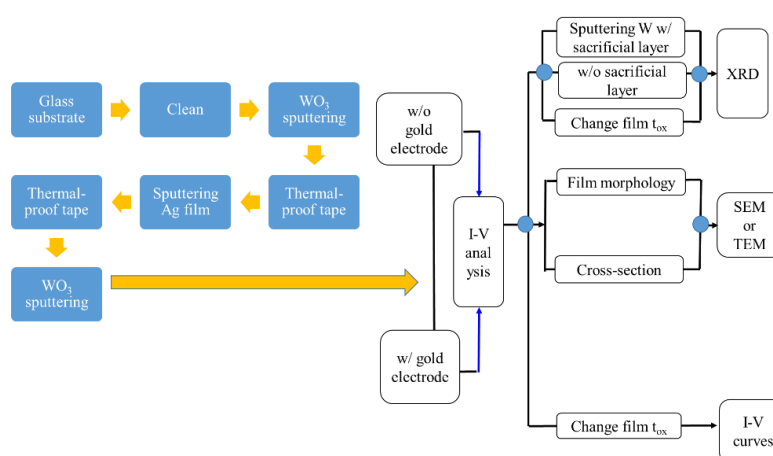 Glass
substrate
Clean
WO₃
sputtering
Thermal-
proof tape
Sputtering
Ag film
Thermal-
proof tape
WO₃
sputtering
w/o
gold
electrode
w/ gold
electrode
I-V
anal
ysis
Sputtering W w/
sacrificial layer
w/o sacrificial
layer
Change film tₒₓ
XRD
Film morphology
Cross-section
SEM
or
TEM
Change film tₒₓ
I-V
curves